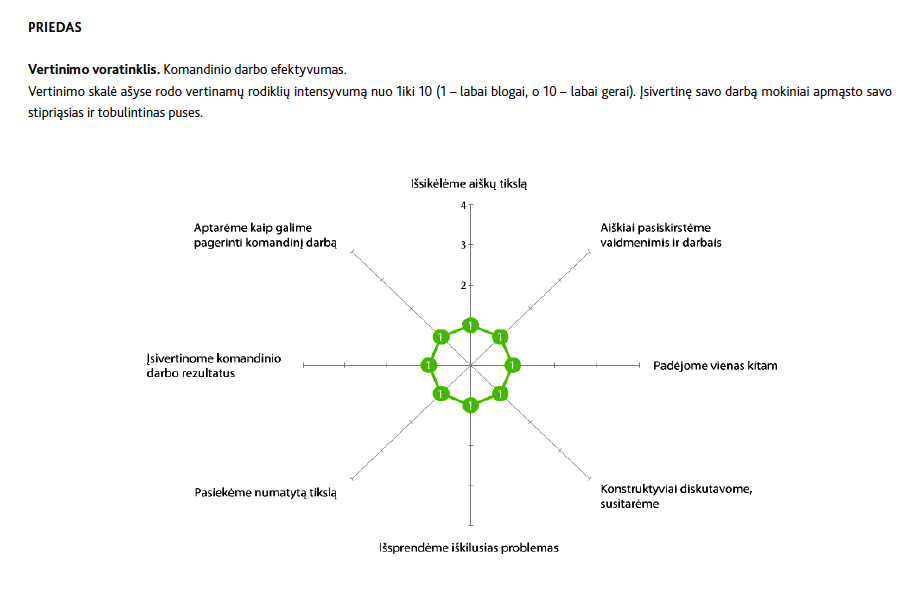 PRIEDAS
Vertinimo voratinklis. Komandinio darbo efektyvumas.
Vertinimo skalė ašyse rodo vertinamų rodiklių intensyvumą nuo 1iki 10 (1 – labai blogai, o 10 – labai gerai). Įsivertinę savo darbą mokiniai apmąsto savo
stipriąsias ir tobulintinas puses.
Išsikėlėme aiškų tikslą
4
Aptarėme kaip galime
pagerinti komandinį darbą
Aiškiai pasiskirstėme
vaidmenimis ir darbais
3
2
1
1
1
Įsivertinome komandinio
darbo rezultatus
1
1
Padėjome vienas kitam
1
1
1
Pasiekėme numatytą tikslą
Konstruktyviai diskutavome,
susitarėme
Išsprendėme iškilusias problemas